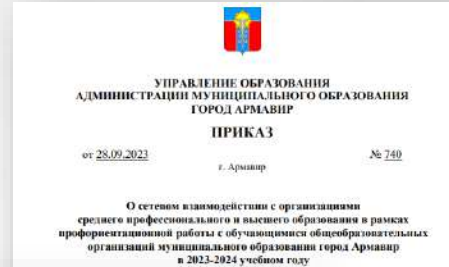 УПРАВЛЕНИЕ ОБРАЗОВАНИЯ
АДМИНИСТРАЦИИ МУНИЦИПАЛЬНОГО ОБРАЗОВАНИЯ
ГОРОД АРМАВИР
ПРИКАЗ
от 28.09.2023 № 740
г. Армавир
О сетевом взаимодействии с организациями
среднего профессионального и высшего образования в рамках
профориентационной работы с обучающимися общеобразовательных
организаций муниципального образования город Армавир
в 2023-2024 учебном году